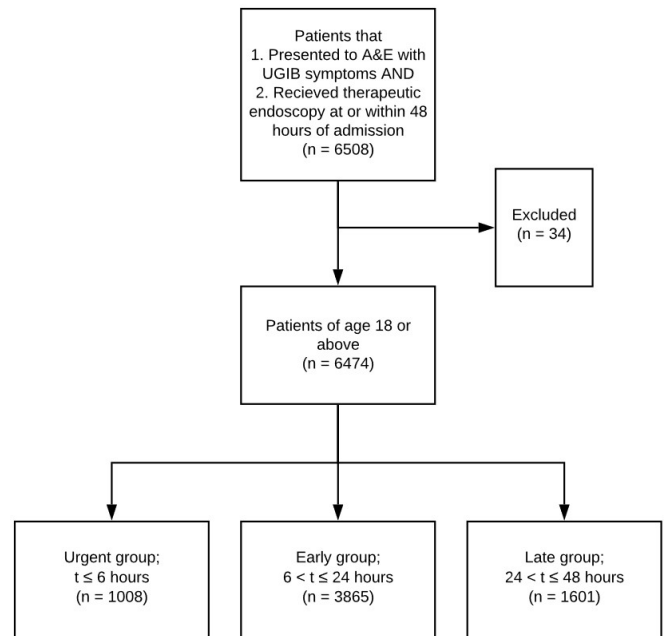 Patients that
1. Presented to A&E with
UGIB symptoms AND
2. Recieved therapeutic
endoscopy at or within 48
hours of admission
(n = 6508)
Excluded
(n = 34)
Patients of age 18 or
above
(n = 6474)
Urgent group;
t ≤ 6 hours
(n = 1008)
Early group;
6 < t ≤ 24 hours
(n = 3865)
Late group;
24 < t ≤ 48 hours
(n = 1601)